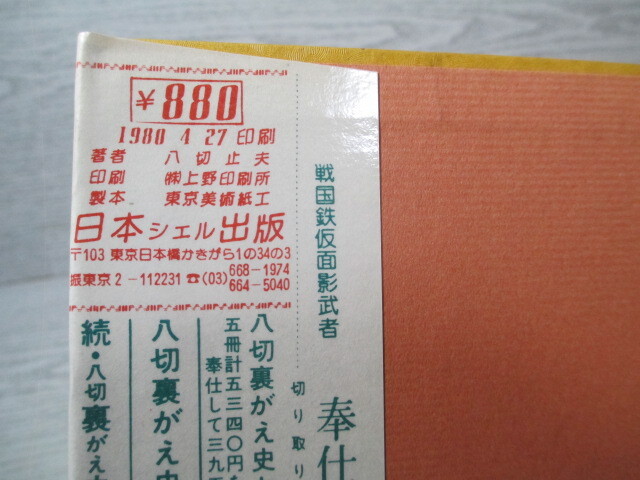 ¥880
1980 4 27 印刷
著者 八切止夫
印刷 ㈱上野印刷所
製本 東京美術紙工
日本シェル出版
〒103 東京日本橋かきがら1の34の3
振東京2-112231 ☎(03) 668-1974
664-5040
戦国鉄仮面影武者
切り取り
奉仕
八切裏がえ史
五冊計五三四〇円を
奉仕して三九
八切裏がえ
続・八切裏がえ